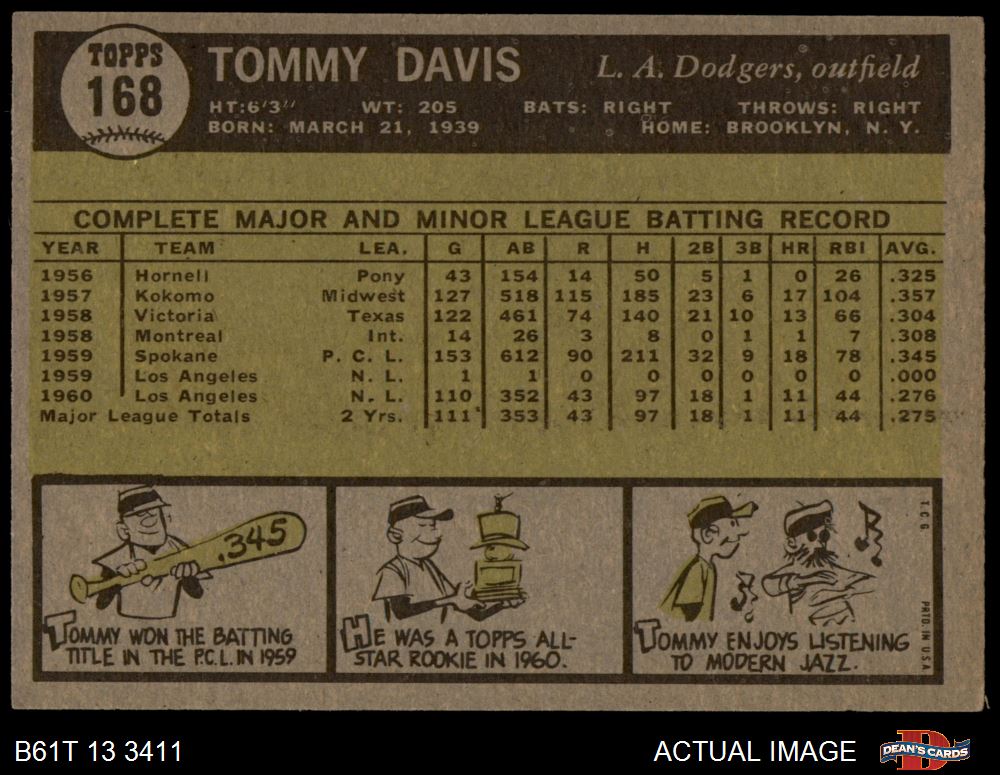 TOPPS
168
TOMMY DAVIS L. A. Dodgers, outfield
HT: 6'3" WT: 205 BATS: RIGHT THROWS: RIGHT
BORN: MARCH 21, 1939 HOME: BROOKLYN, N. Y.
COMPLETE MAJOR AND MINOR LEAGUE BATTING RECORD
YEAR TEAM LEA. G AB R H 2B 3B HR RBI AVG.
1956 Hornell Pony 43 154 14 50 5 1 0 26 .325
1957 Kokomo Midwest 127 518 115 185 23 6 17 104 .357
1958 Victoria Texas 122 461 74 140 21 10 13 66 .304
1958 Montreal Int. 14 26 3 8 0 1 1 7 .308
1959 Spokane P. C. L. 153 612 90 211 32 9 18 78 .345
1959 Los Angeles N. L. 1 1 0 0 0 0 0 0 .000
1960 Los Angeles N. L. 110 352 43 97 18 1 11 44 .276
Major League Totals 2 Yrs. 111 353 43 97 18 1 11 44 .275
.345
TOMMY WON THE BATTING
TITLE IN THE P.C.L. IN 1959
HE WAS A TOPPS ALL-
STAR ROOKIE IN 1960.
TOMMY ENJOYS LISTENING
TO MODERN JAZZ.
T.C.G.
PRTD. IN U.S.A.
B61T 13 3411 ACTUAL IMAGE DEAN'S CARDS